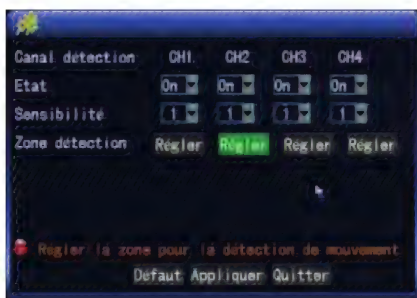 Canal détection CH1 CH2 CH3 CH4
Etat On On On On
Sensibilité 1 1 1 1
Zone détection Régler Régler Régler Régler
Régler la zone pour la détection de mouvement
Défaut Appliquer Quitter